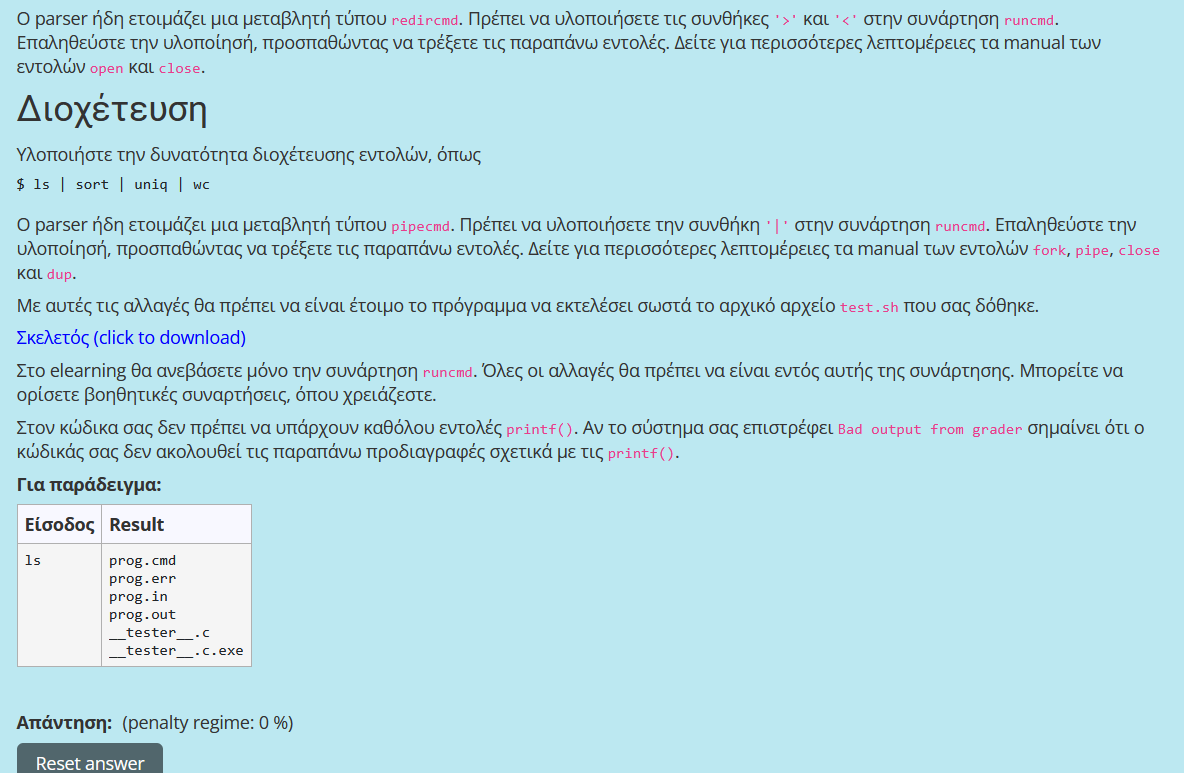 Ο parser ήδη ετοιμάζει μια μεταβλητή τύπου redircmd. Πρέπει να υλοποιήσετε τις συνθήκες '>' και '<' στην συνάρτηση runcmd.
Επαληθεύστε την υλοποίησή, προσπαθώντας να τρέξετε τις παραπάνω εντολές. Δείτε για περισσότερες λεπτομέρειες τα manual των
εντολών open και close.
Διοχέτευση
Υλοποιήστε την δυνατότητα διοχέτευσης εντολών, όπως
$ ls | sort | uniq | wc
Ο parser ήδη ετοιμάζει μια μεταβλητή τύπου pipecmd. Πρέπει να υλοποιήσετε την συνθήκη '|' στην συνάρτηση runcmd. Επαληθεύστε την
υλοποίησή, προσπαθώντας να τρέξετε τις παραπάνω εντολές. Δείτε για περισσότερες λεπτομέρειες τα manual των εντολών fork, pipe, close
και dup.
Με αυτές τις αλλαγές θα πρέπει να είναι έτοιμο το πρόγραμμα να εκτελέσει σωστά το αρχικό αρχείο test.sh που σας δόθηκε.
Σκελετός (click to download)
Στο elearning θα ανεβάσετε μόνο την συνάρτηση runcmd. Όλες οι αλλαγές θα πρέπει να είναι εντός αυτής της συνάρτησης. Μπορείτε να
ορίσετε βοηθητικές συναρτήσεις, όπου χρειάζεστε.
Στον κώδικα σας δεν πρέπει να υπάρχουν καθόλου εντολές printf(). Αν το σύστημα σας επιστρέφει Bad output from grader σημαίνει ότι ο
κώδικάς σας δεν ακολουθεί τις παραπάνω προδιαγραφές σχετικά με τις printf().
Για παράδειγμα:
Είσοδος Result
ls prog.cmd
prog.err
prog.in
prog.out
__tester__.c
__tester__.c.exe
Απάντηση: (penalty regime: 0 %)
Reset answer